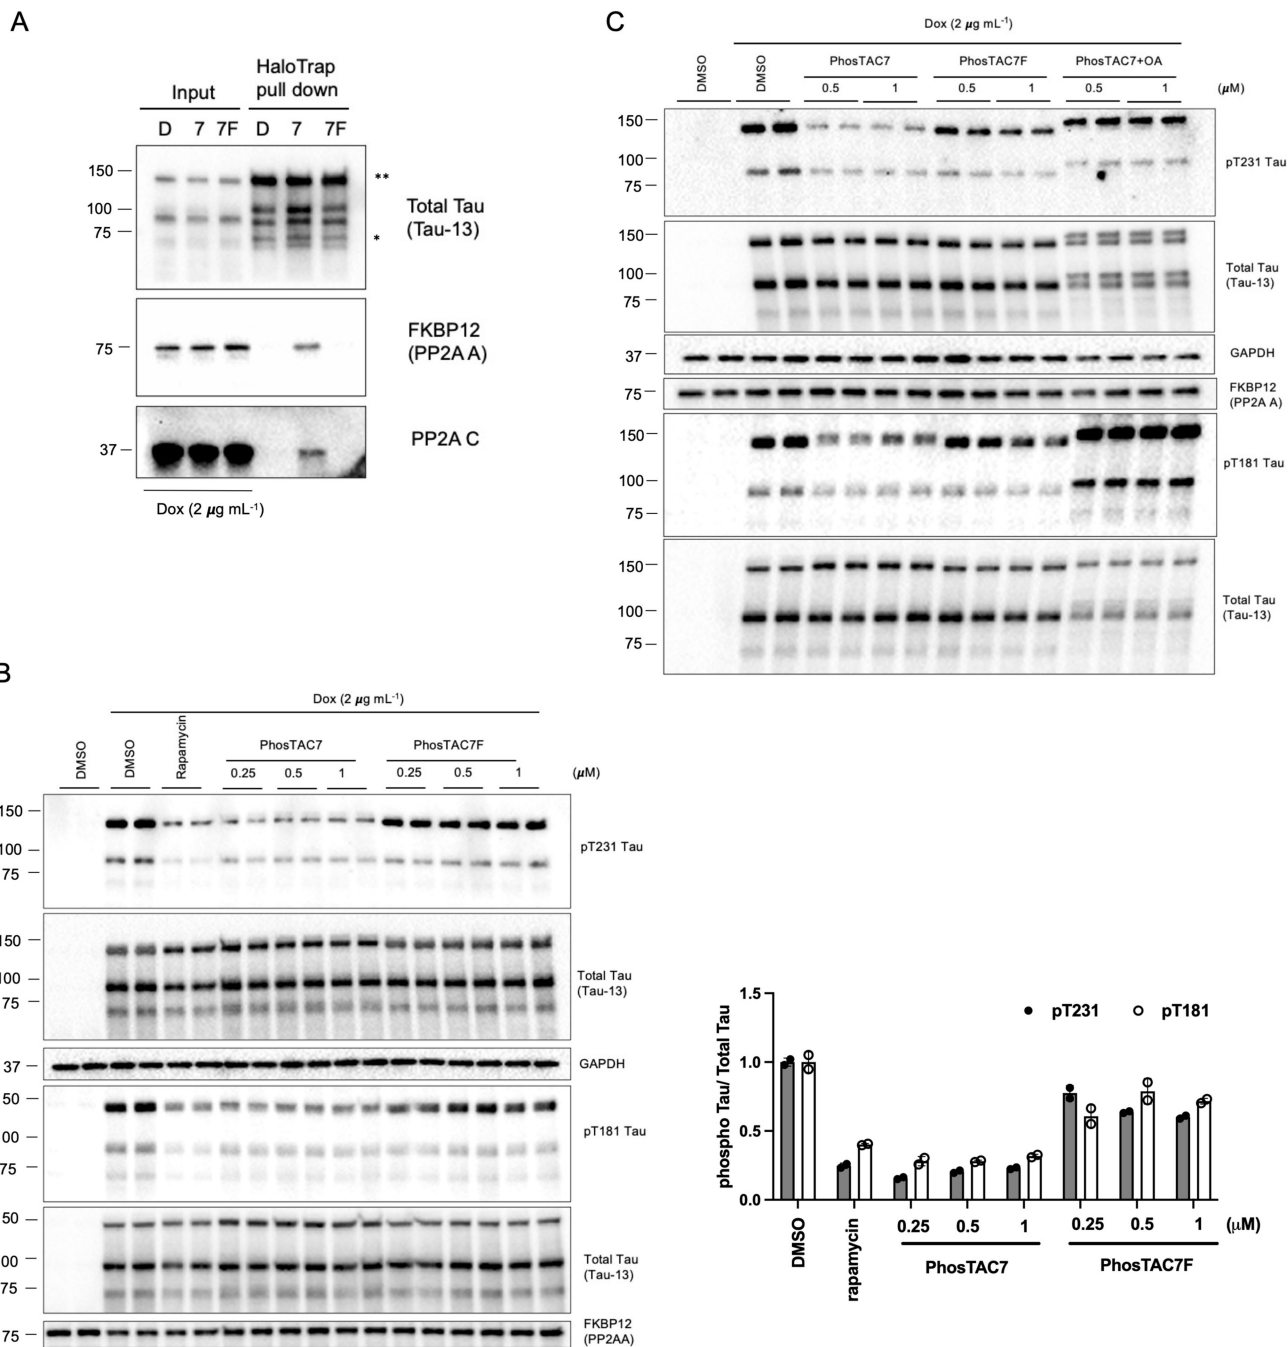 A
Input
HaloTrap
pull down
D 7 7F D 7 7F
150
100
75
**
*
Total Tau
(Tau-13)
75
FKBP12
(PP2A A)
37
PP2A C
Dox (2 µg mL-1)
C
Dox (2 µg mL-1)
DMSO
DMSO
PhosTAC7
PhosTAC7F
PhosTAC7+OA
0.5 1 0.5 1 0.5 1 (µM)
150
100
75
pT231 Tau
150
100
75
Total Tau
(Tau-13)
37
GAPDH
75
FKBP12
(PP2A A)
150
100
75
pT181 Tau
150
100
75
Total Tau
(Tau-13)
B
Dox (2 µg mL-1)
DMSO
DMSO
Rapamycin
PhosTAC7
PhosTAC7F
0.25 0.5 1 0.25 0.5 1 (µM)
150
100
75
pT231 Tau
150
100
75
Total Tau
(Tau-13)
37
GAPDH
50
00
75
pT181 Tau
50
00
75
Total Tau
(Tau-13)
75
FKBP12
(PP2AA)
phospho Tau/ Total Tau
1.5
1.0
0.5
0.0
pT231 pT181
DMSO
rapamycin
0.25 0.5 1 0.25 0.5 1 (µM)
PhosTAC7 PhosTAC7F